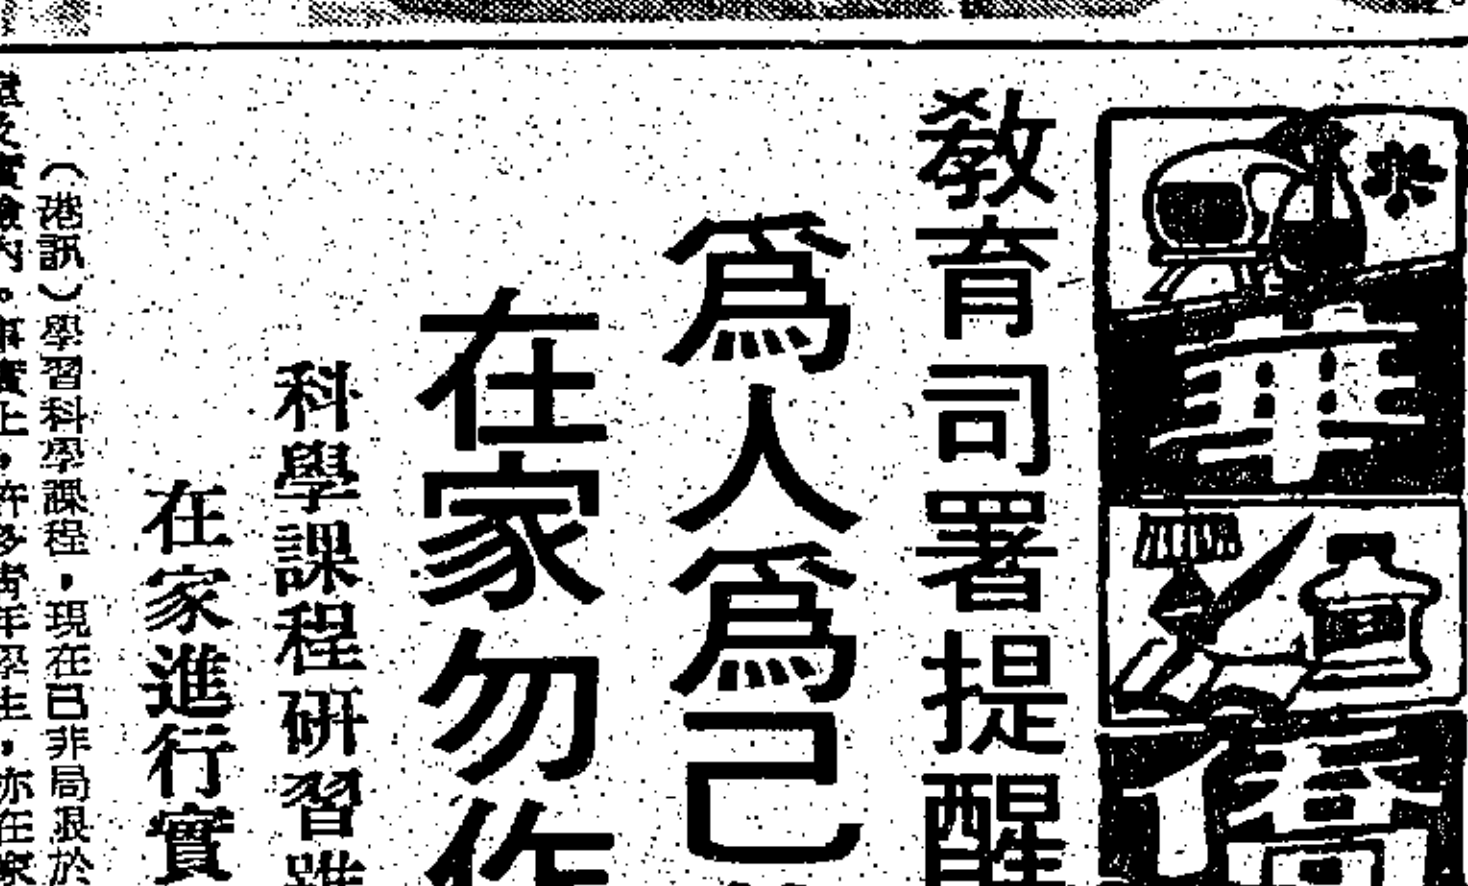 華僑
教育司署提醒
爲人爲己
在家勿作
科學課程研習
在家進行實
（港訊）學習科學課程，現在已非局限於
實驗內。事實上，許多青年學生，亦在家